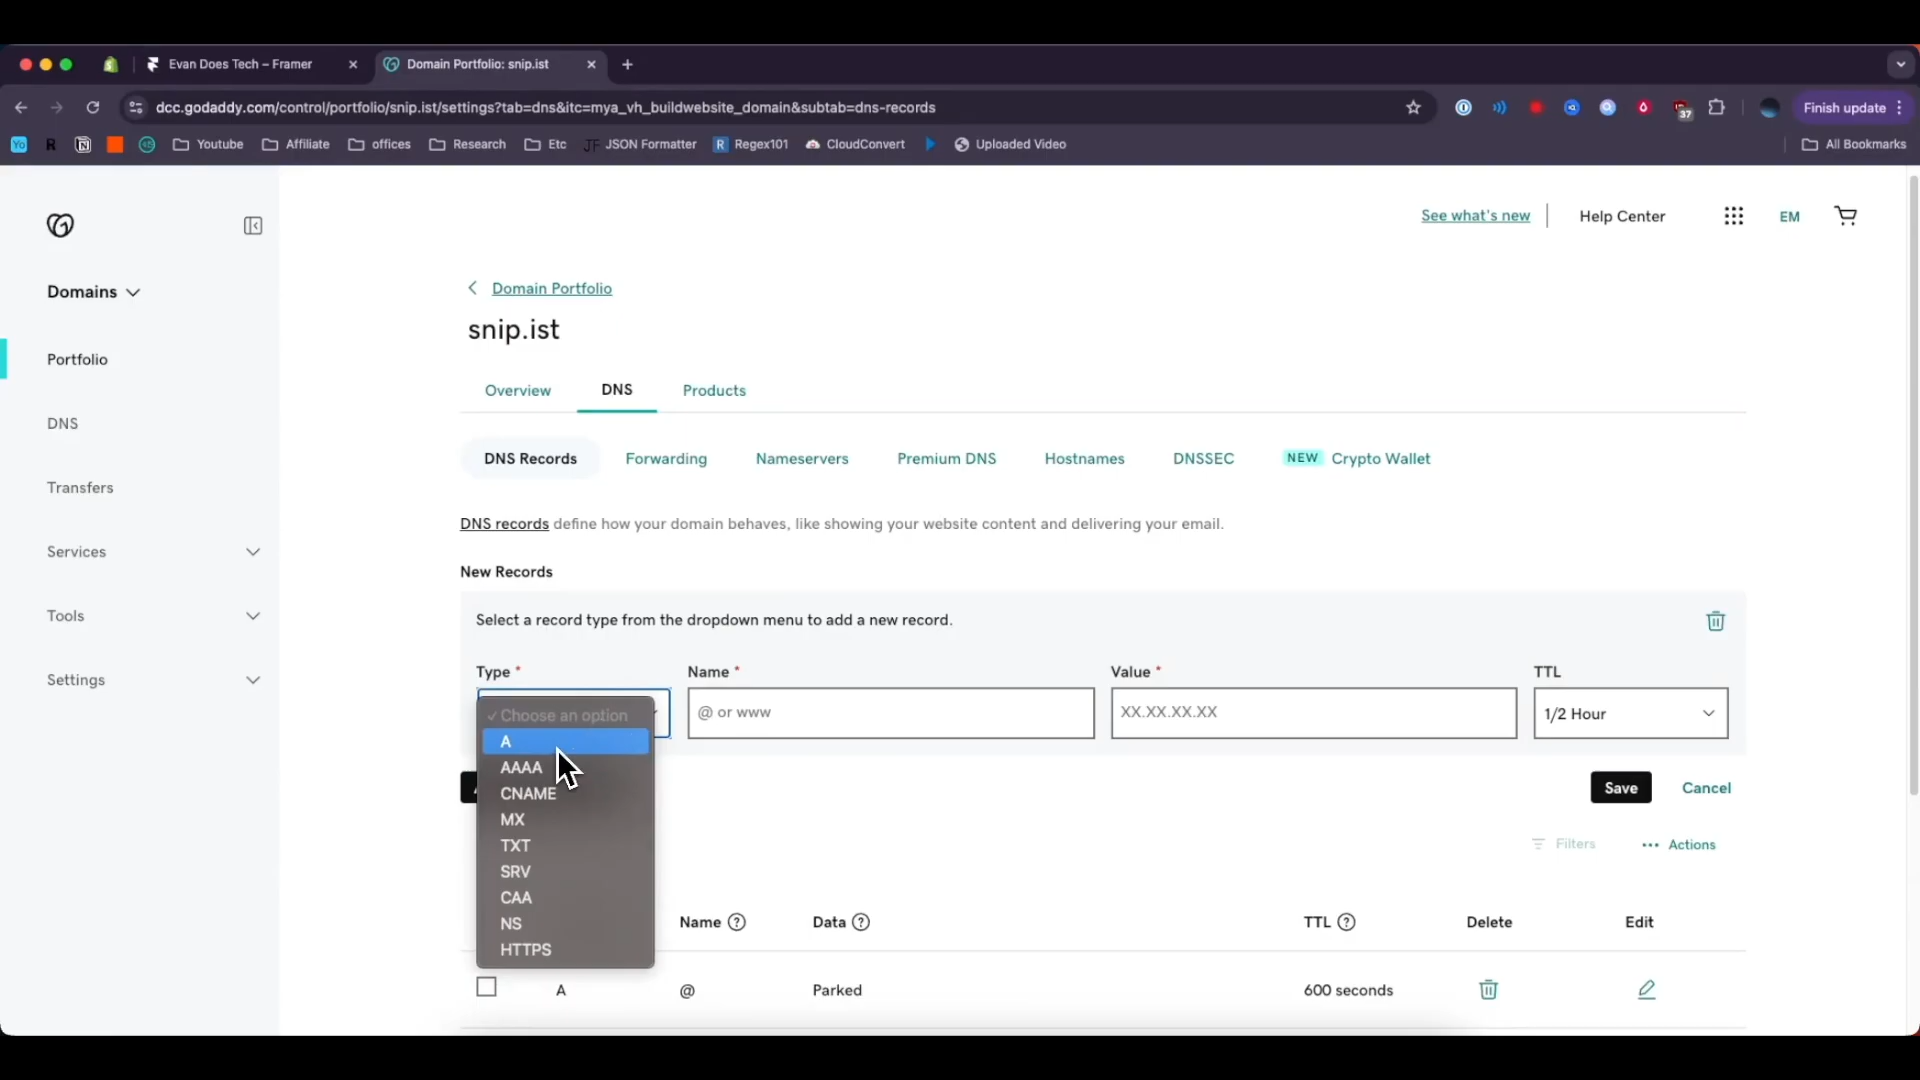 Evan Does Tech – Framer
Domain Portfolio: snip.ist
dcc.godaddy.com/control/portfolio/snip.ist/settings?tab=dns&itc=mya_vh_buildwebsite_domain&subtab=dns-records
37
Finish update
Yo
R
Youtube
Affiliate
offices
Research
Etc
JF JSON Formatter
R Regex101
CloudConvert
Uploaded Video
All Bookmarks
See what's new
Help Center
EM
Domains
Portfolio
DNS
Transfers
Services
Tools
Settings
Domain Portfolio
snip.ist
Overview
DNS
Products
DNS Records
Forwarding
Nameservers
Premium DNS
Hostnames
DNSSEC
NEW Crypto Wallet
DNS records define how your domain behaves, like showing your website content and delivering your email.
New Records
Select a record type from the dropdown menu to add a new record.
Type *
Name *
Value *
TTL
✓ Choose an option
@ or www
XX.XX.XX.XX
1/2 Hour
A
AAAA
CNAME
MX
TXT
SRV
CAA
NS
HTTPS
Save
Cancel
Filters
Actions
Name
Data
TTL
Delete
Edit
A
@
Parked
600 seconds